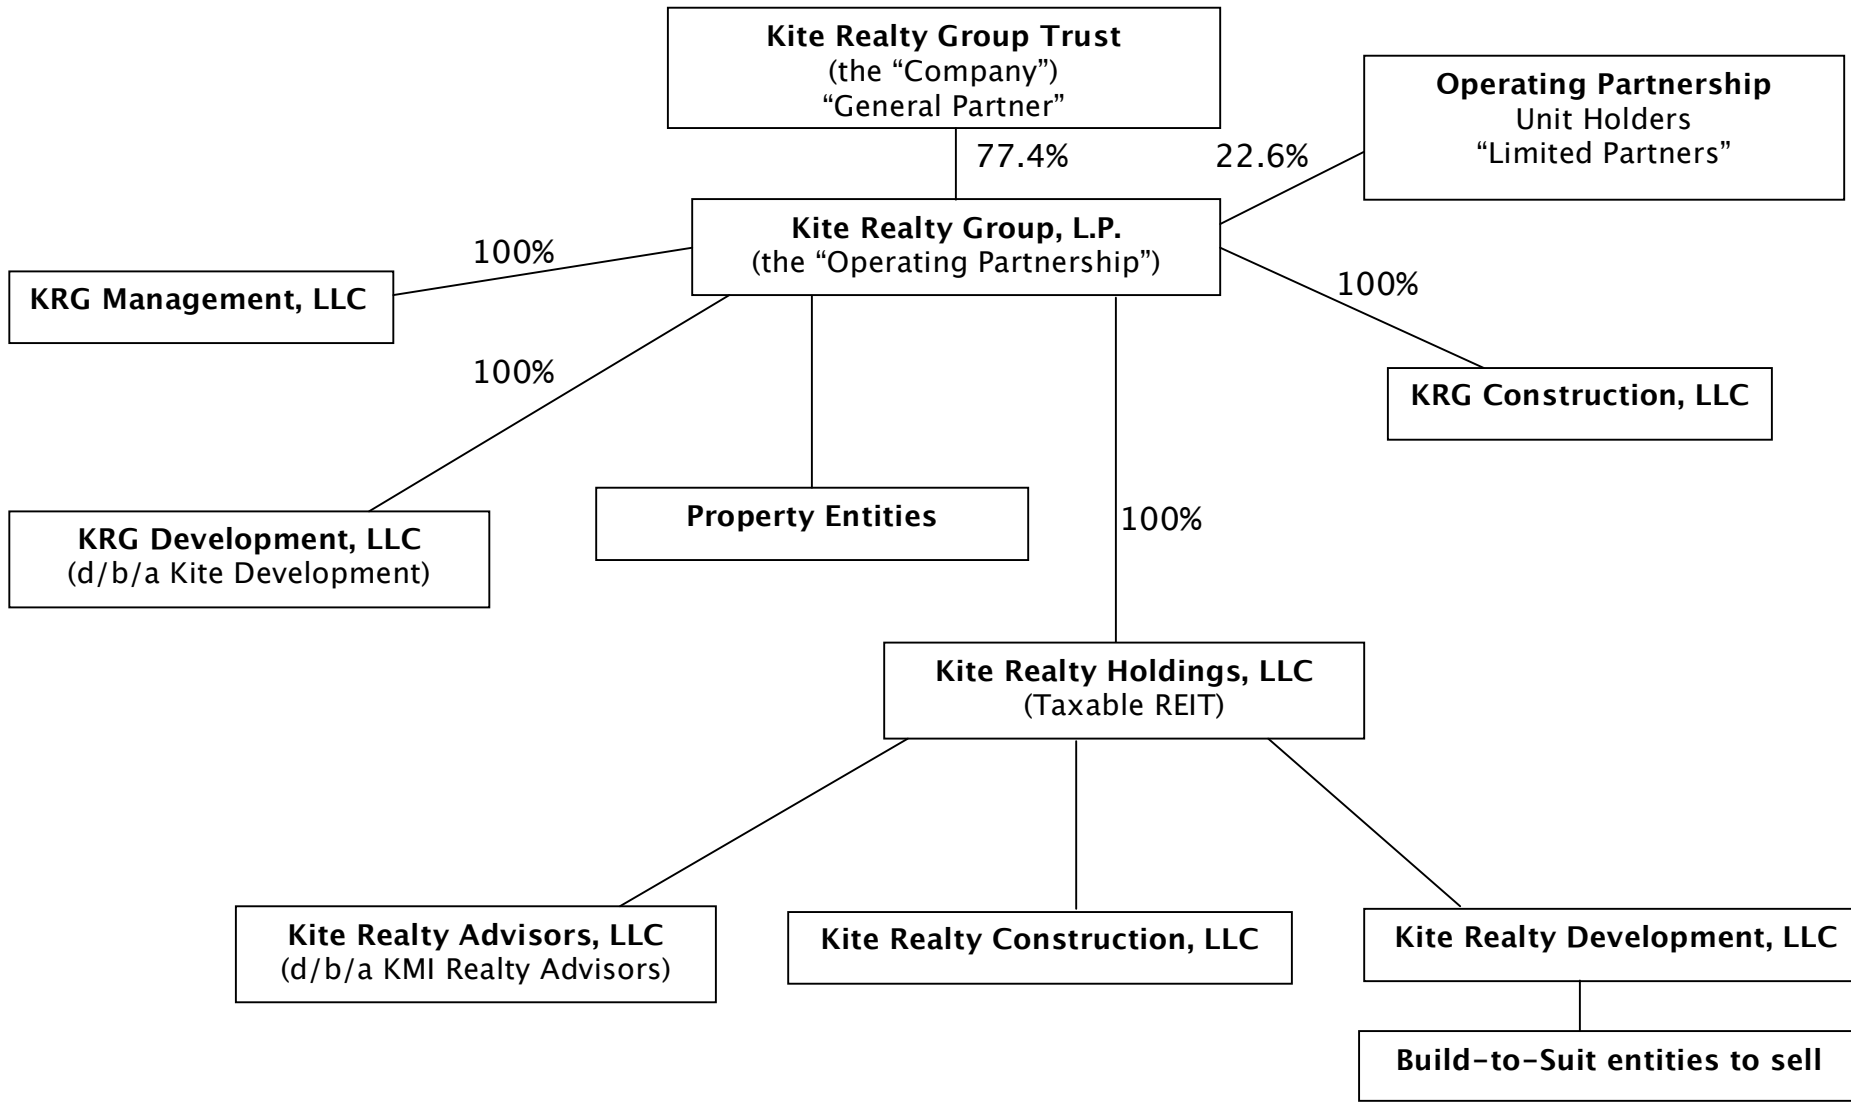 Kite Realty Group Trust
(the “Company”)
“General Partner”
Operating Partnership
Unit Holders
“Limited Partners”
77.4%
22.6%
Kite Realty Group, L.P.
(the “Operating Partnership”)
100%
KRG Management, LLC
100%
KRG Construction, LLC
100%
KRG Development, LLC
(d/b/a Kite Development)
Property Entities
100%
Kite Realty Holdings, LLC
(Taxable REIT)
Kite Realty Advisors, LLC
(d/b/a KMI Realty Advisors)
Kite Realty Construction, LLC
Kite Realty Development, LLC
Build-to-Suit entities to sell